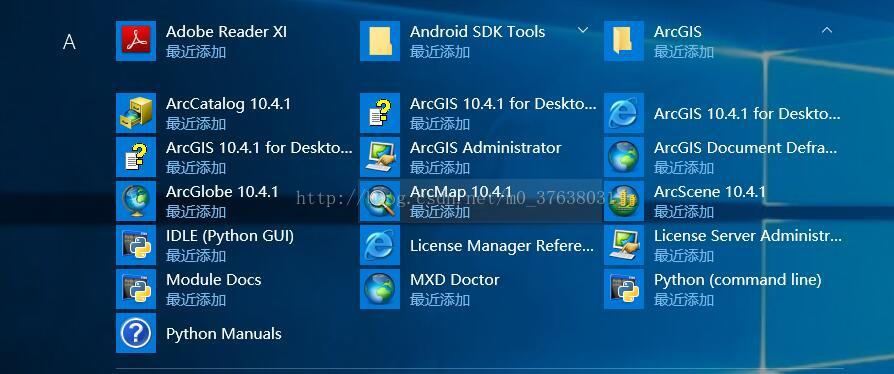 A
Adobe Reader XI
最近添加
Android SDK Tools
最近添加
ArcGIS
最近添加
ArcCatalog 10.4.1
最近添加
ArcGIS 10.4.1 for Deskto...
最近添加
ArcGIS 10.4.1 for Deskto...
ArcGIS 10.4.1 for Deskto...
最近添加
ArcGIS Administrator
最近添加
ArcGIS Document Defra...
最近添加
ArcGlobe 10.4.1
最近添加
ArcMap 10.4.1
最近添加
ArcScene 10.4.1
最近添加
IDLE (Python GUI)
最近添加
License Manager Refere...
License Server Administr...
最近添加
Module Docs
最近添加
MXD Doctor
最近添加
Python (command line)
最近添加
Python Manuals